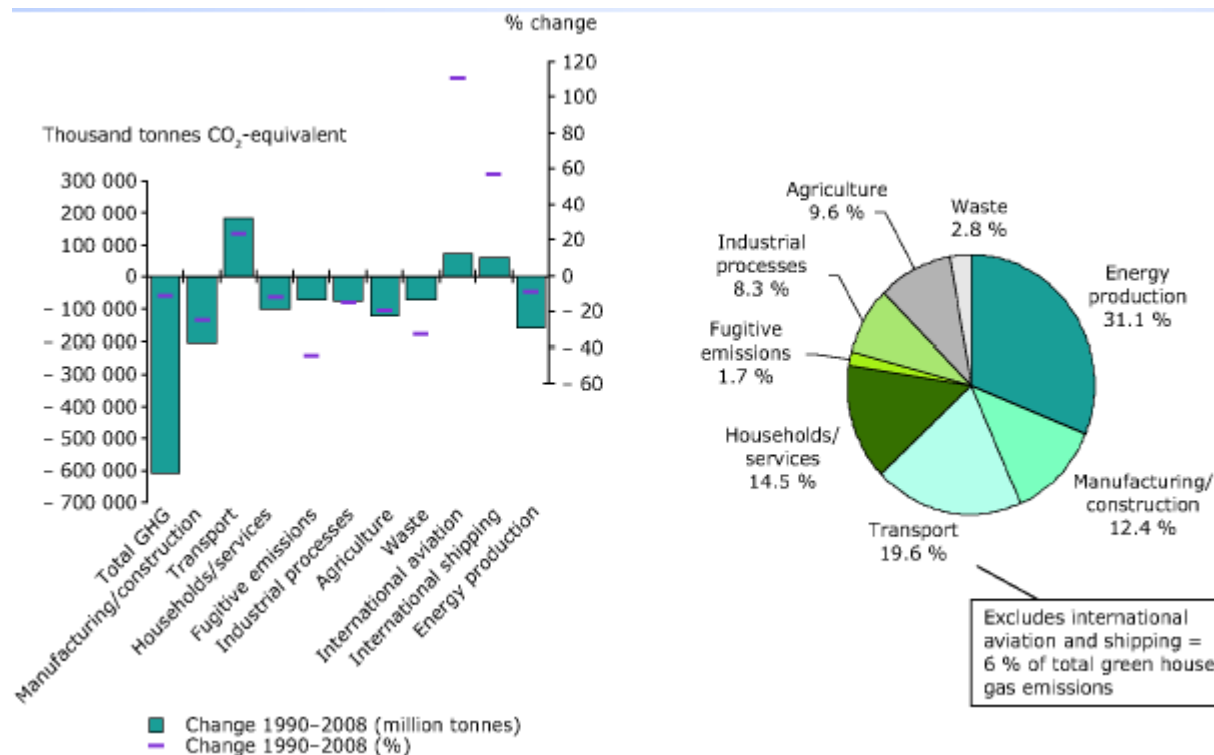 % change
120
100
80
60
40
20
0
− 20
− 40
− 60
Thousand tonnes CO₂-equivalent
300 000
200 000
100 000
0
− 100 000
− 200 000
− 300 000
− 400 000
− 500 000
− 600 000
− 700 000
Total GHG
Manufacturing/construction
Transport
Households/services
Fugitive emissions
Industrial processes
Agriculture
Waste
International aviation
International shipping
Energy production
Change 1990–2008 (million tonnes)
Change 1990–2008 (%)
Agriculture
9.6 %
Waste
2.8 %
Industrial
processes
8.3 %
Energy
production
31.1 %
Fugitive
emissions
1.7 %
Households/
services
14.5 %
Manufacturing/
construction
12.4 %
Transport
19.6 %
Excludes international
aviation and shipping =
6 % of total green house
gas emissions